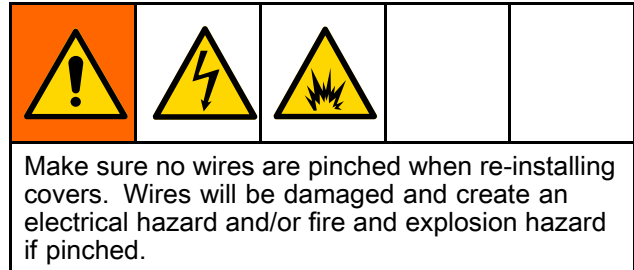 Make sure no wires are pinched when re-installing
covers. Wires will be damaged and create an
electrical hazard and/or fire and explosion hazard
if pinched.